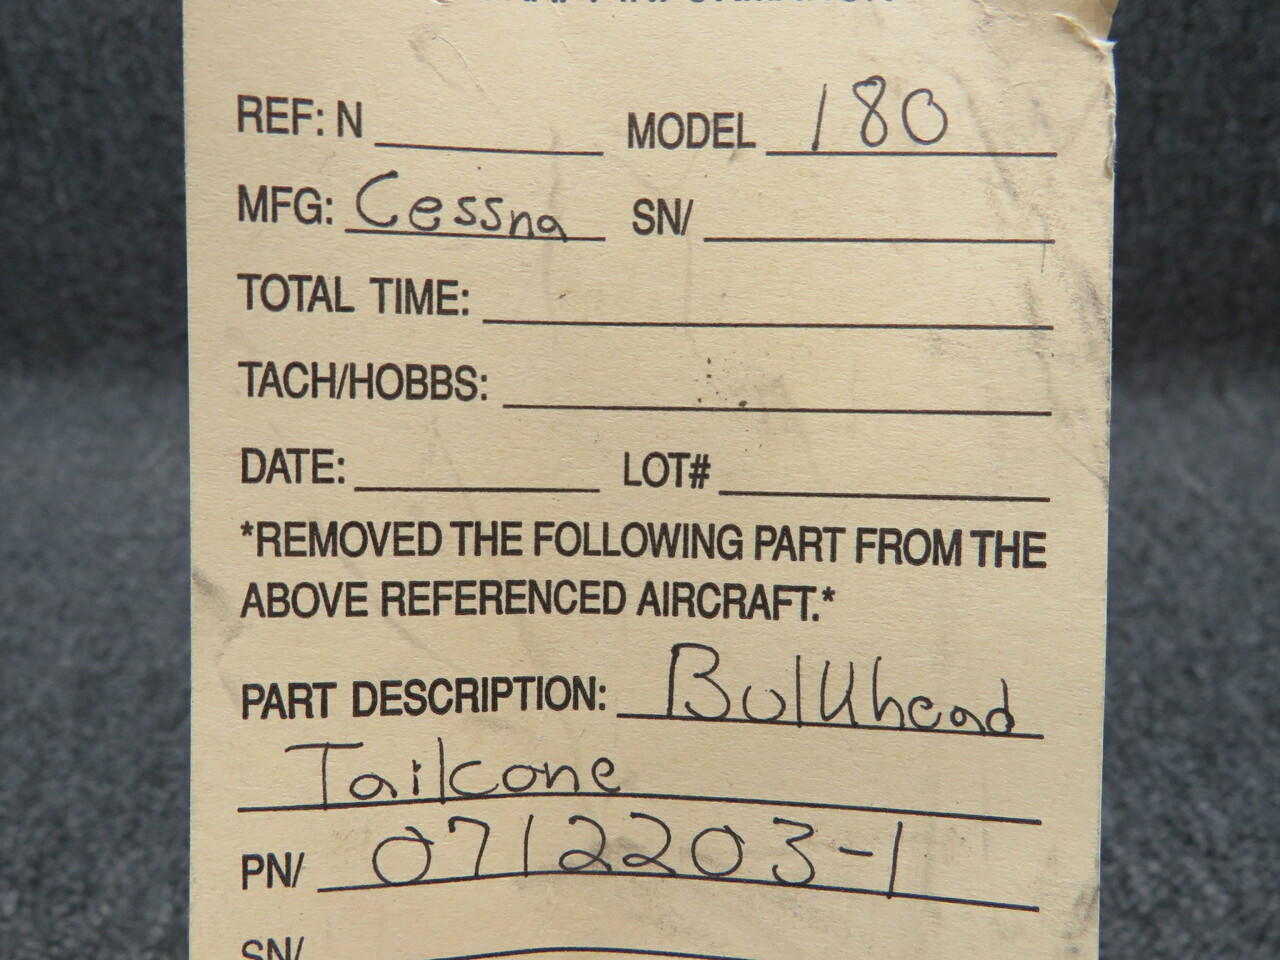 REF: N MODEL 180
MFG: Cessna SN/
TOTAL TIME:
TACH/HOBBS:
DATE: LOT#
*REMOVED THE FOLLOWING PART FROM THE
ABOVE REFERENCED AIRCRAFT.*
PART DESCRIPTION: Bulkhead
Tailcone
PN/ 0712203-1
SN/